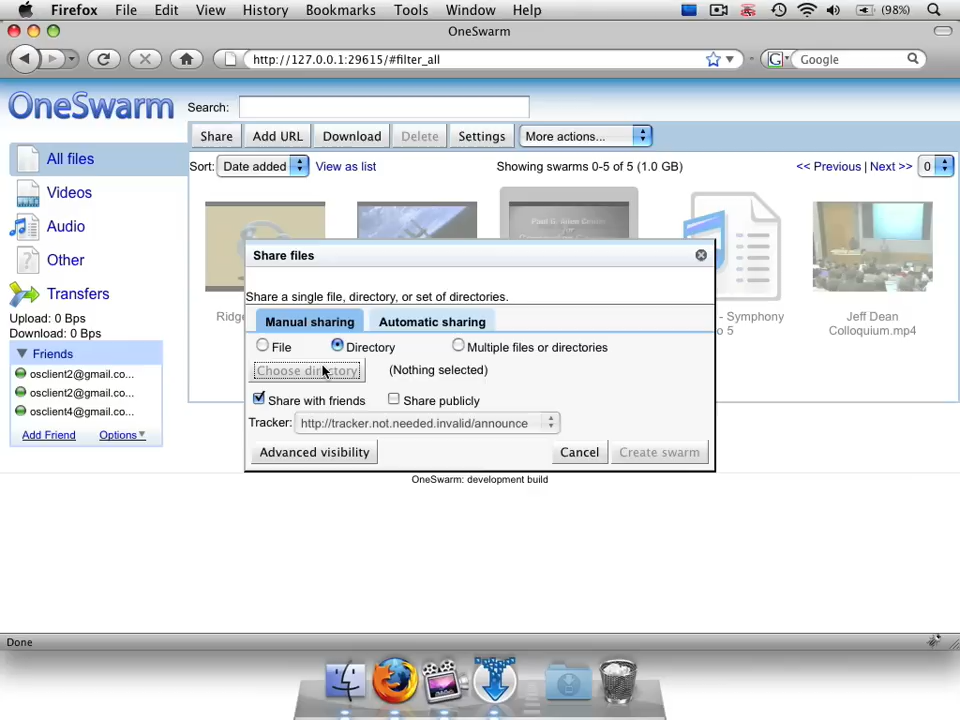 Firefox File Edit View History Bookmarks Tools Window Help (98%)
OneSwarm
http://127.0.0.1:29615/#filter_all
G Google
OneSwarm
Search:
Share Add URL Download Delete Settings More actions...
Sort: Date added View as list Showing swarms 0-5 of 5 (1.0 GB) << Previous | Next >> 0
All files
Videos
Audio
Other
Transfers
Upload: 0 Bps
Download: 0 Bps
Friends
osclient2@gmail.co...
osclient2@gmail.co...
osclient4@gmail.co...
Add Friend Options
Paul G. Allen Center
Ridge
- Symphony
o 5
Jeff Dean
Colloquium.mp4
Share files
Share a single file, directory, or set of directories.
Manual sharing Automatic sharing
File Directory Multiple files or directories
Choose directory (Nothing selected)
Share with friends Share publicly
Tracker: http://tracker.not.needed.invalid/announce
Advanced visibility Cancel Create swarm
OneSwarm: development build
Done